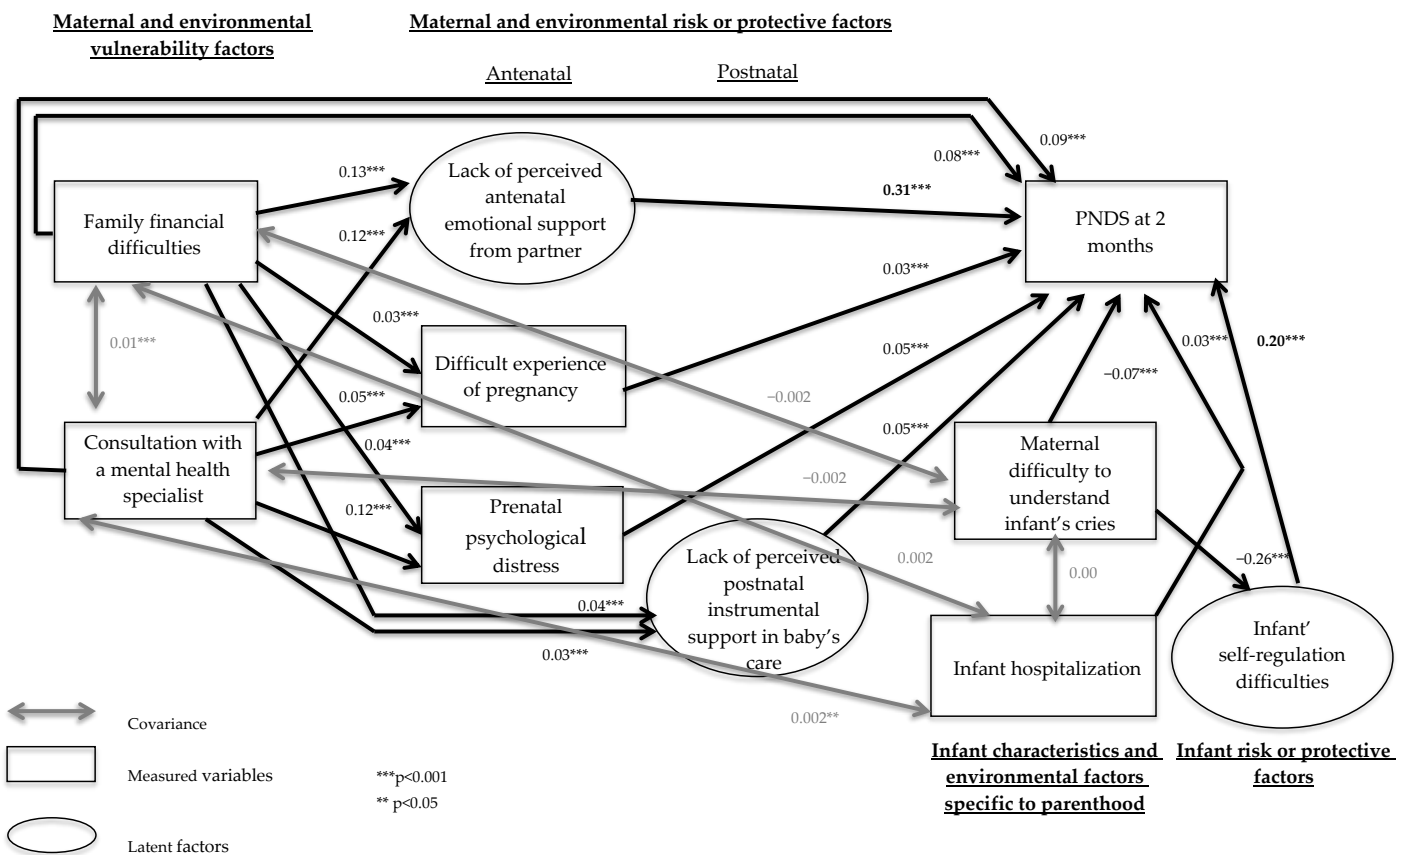 Maternal and environmental
vulnerability factors
Maternal and environmental risk or protective factors
Antenatal
Postnatal
0.09***
0.08***
0.13***
Lack of perceived
antenatal
emotional support
from partner
0.31***
Family financial
difficulties
PNDS at 2
months
0.12***
0.03***
0.01***
0.03***
Difficult experience
of pregnancy
0.05***
0.03***
0.20***
−0.07***
−0.002
0.05***
0.05***
Consultation with
a mental health
specialist
0.04***
Maternal
difficulty to
understand
infant’s cries
−0.002
0.12***
Prenatal
psychological
distress
Lack of perceived
postnatal
instrumental
support in baby’s
care
0.002
0.00
−0.26***
0.04***
0.03***
Infant’
self-regulation
difficulties
Infant hospitalization
0.002**
Covariance
Measured variables
***p<0.001
** p<0.05
Latent factors
Infant characteristics and
environmental factors
specific to parenthood
Infant risk or protective
factors